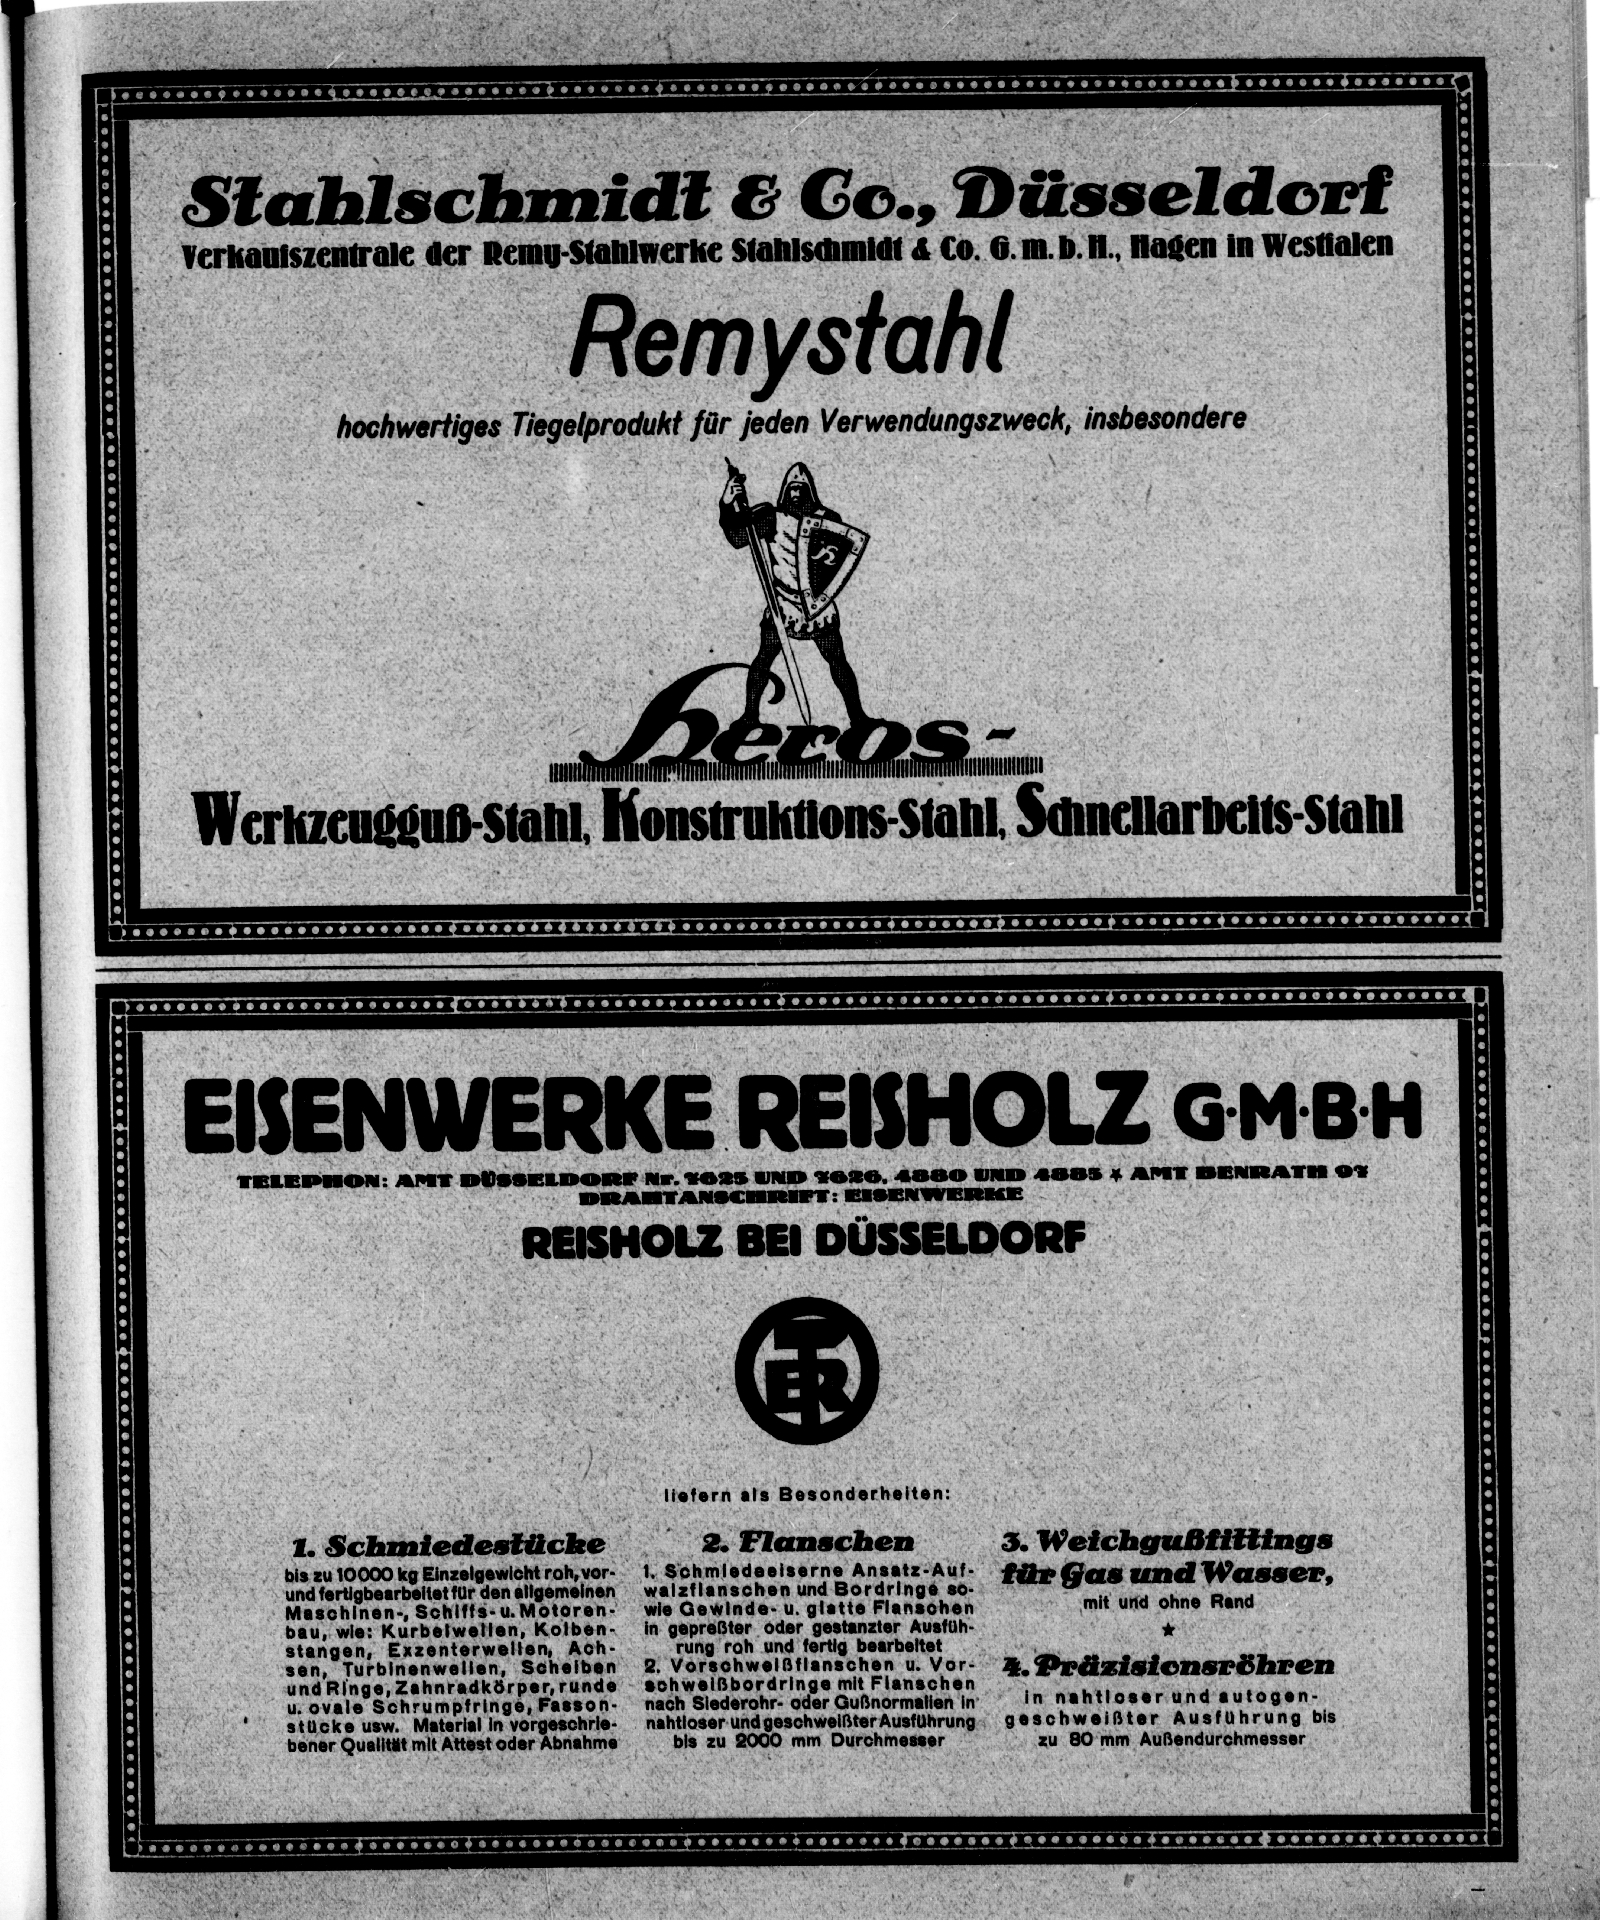 Stahlschmidt & Co., Düsseldorf
Verkaufszentrale der Remy-Stahlwerke Stahlschmidt & Co. G. m. b. H., Hagen in Westfalen
Remystahl
hochwertiges Tiegelprodukt für jeden Verwendungszweck, insbesondere
H
Heros-
Werkzeugguß-Stahl, Konstruktions-Stahl, Schnellarbeits-Stahl
EISENWERKE REISHOLZ G·M·B·H
TELEPHON: AMT DÜSSELDORF Nr. 7625 UND 7626, 4880 UND 4885 ★ AMT BENRATH 97
DRAHTANSCHRIFT: EISENWERKE
REISHOLZ BEI DÜSSELDORF
TER
liefern als Besonderheiten:
1. Schmiedestücke
bis zu 10000 kg Einzelgewicht roh, vor-
und fertigbearbeitet für den allgemeinen
Maschinen-, Schiffs- u. Motoren-
bau, wie: Kurbelwellen, Kolben-
stangen, Exzenterwellen, Ach-
sen, Turbinenwellen, Scheiben
und Ringe, Zahnradkörper, runde
u. ovale Schrumpfringe, Fasson-
stücke usw. Material in vorgeschrie-
bener Qualität mit Attest oder Abnahme
2. Flanschen
1. Schmiedeeiserne Ansatz-Auf-
walzflanschen und Bordringe so-
wie Gewinde- u. glatte Flanschen
in gepreßter oder gestanzter Ausfüh-
rung roh und fertig bearbeitet
2. Vorschweißflanschen u. Vor-
schweißbordringe mit Flanschen
nach Siederohr- oder Gußnormalien in
nahtloser und geschweißter Ausführung
bis zu 2000 mm Durchmesser
3. Weichgußfittings
für Gas und Wasser,
mit und ohne Rand
★
4. Präzisionsröhren
in nahtloser und autogen-
geschweißter Ausführung bis
zu 80 mm Außendurchmesser